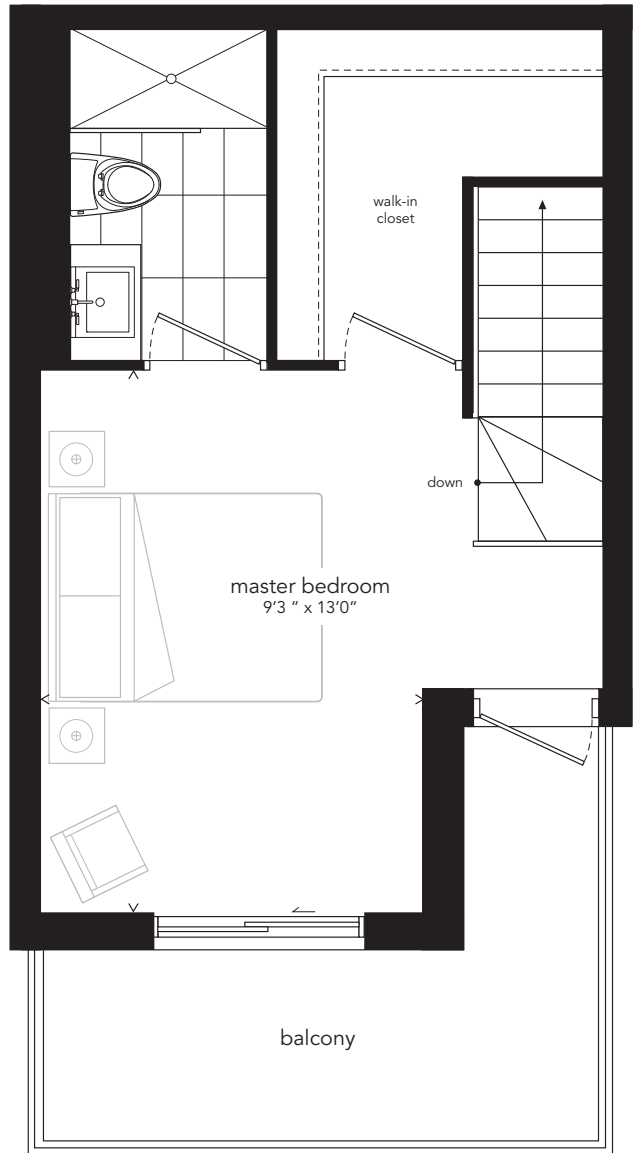 walk-in
closet
down
master bedroom
9’3 ” x 13’0”
balcony